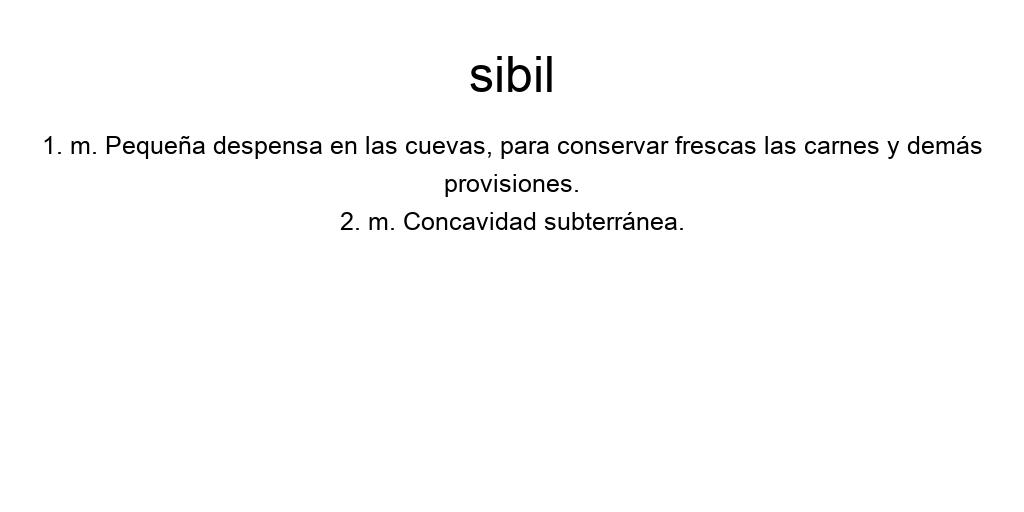 sibil
1. m. Pequeña despensa en las cuevas, para conservar frescas las carnes y demás
provisiones.
2. m. Concavidad subterránea.